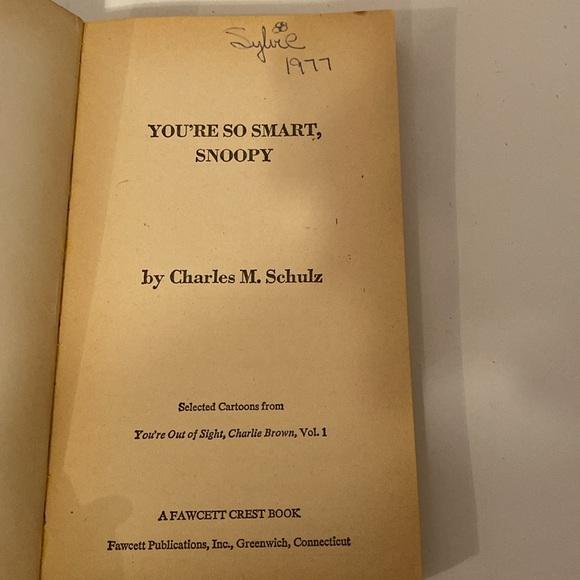 Sylvie
1977
YOU'RE SO SMART,
SNOOPY
by Charles M. Schulz
Selected Cartoons from
You're Out of Sight, Charlie Brown, Vol. 1
A FAWCETT CREST BOOK
Fawcett Publications, Inc., Greenwich, Connecticut